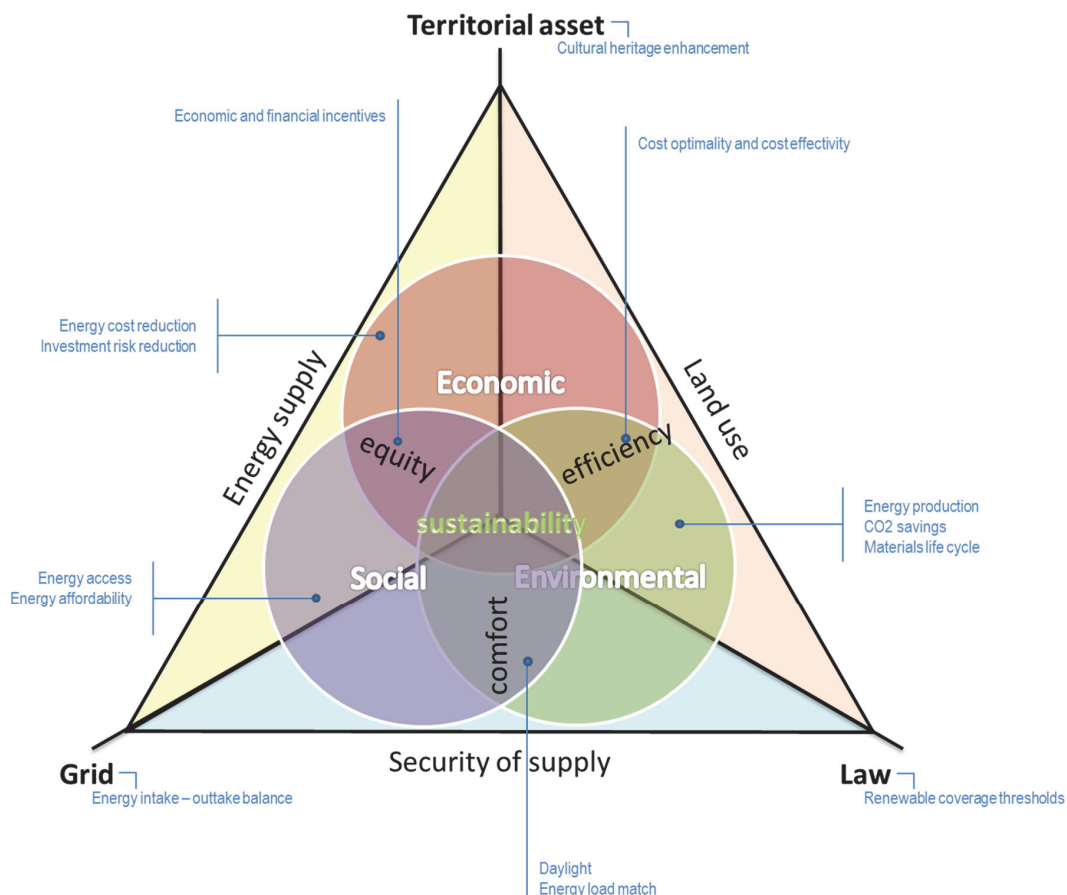 Territorial asset
Cultural heritage enhancement
Economic and financial incentives
Cost optimality and cost effectivity
Energy cost reduction
Investment risk reduction
Energy supply
Land use
Economic
equity
efficiency
Energy production
CO2 savings
Materials life cycle
sustainability
Social
Environmental
Energy access
Energy affordability
comfort
Security of supply
Grid
Energy intake – outtake balance
Law
Renewable coverage thresholds
Daylight
Energy load match